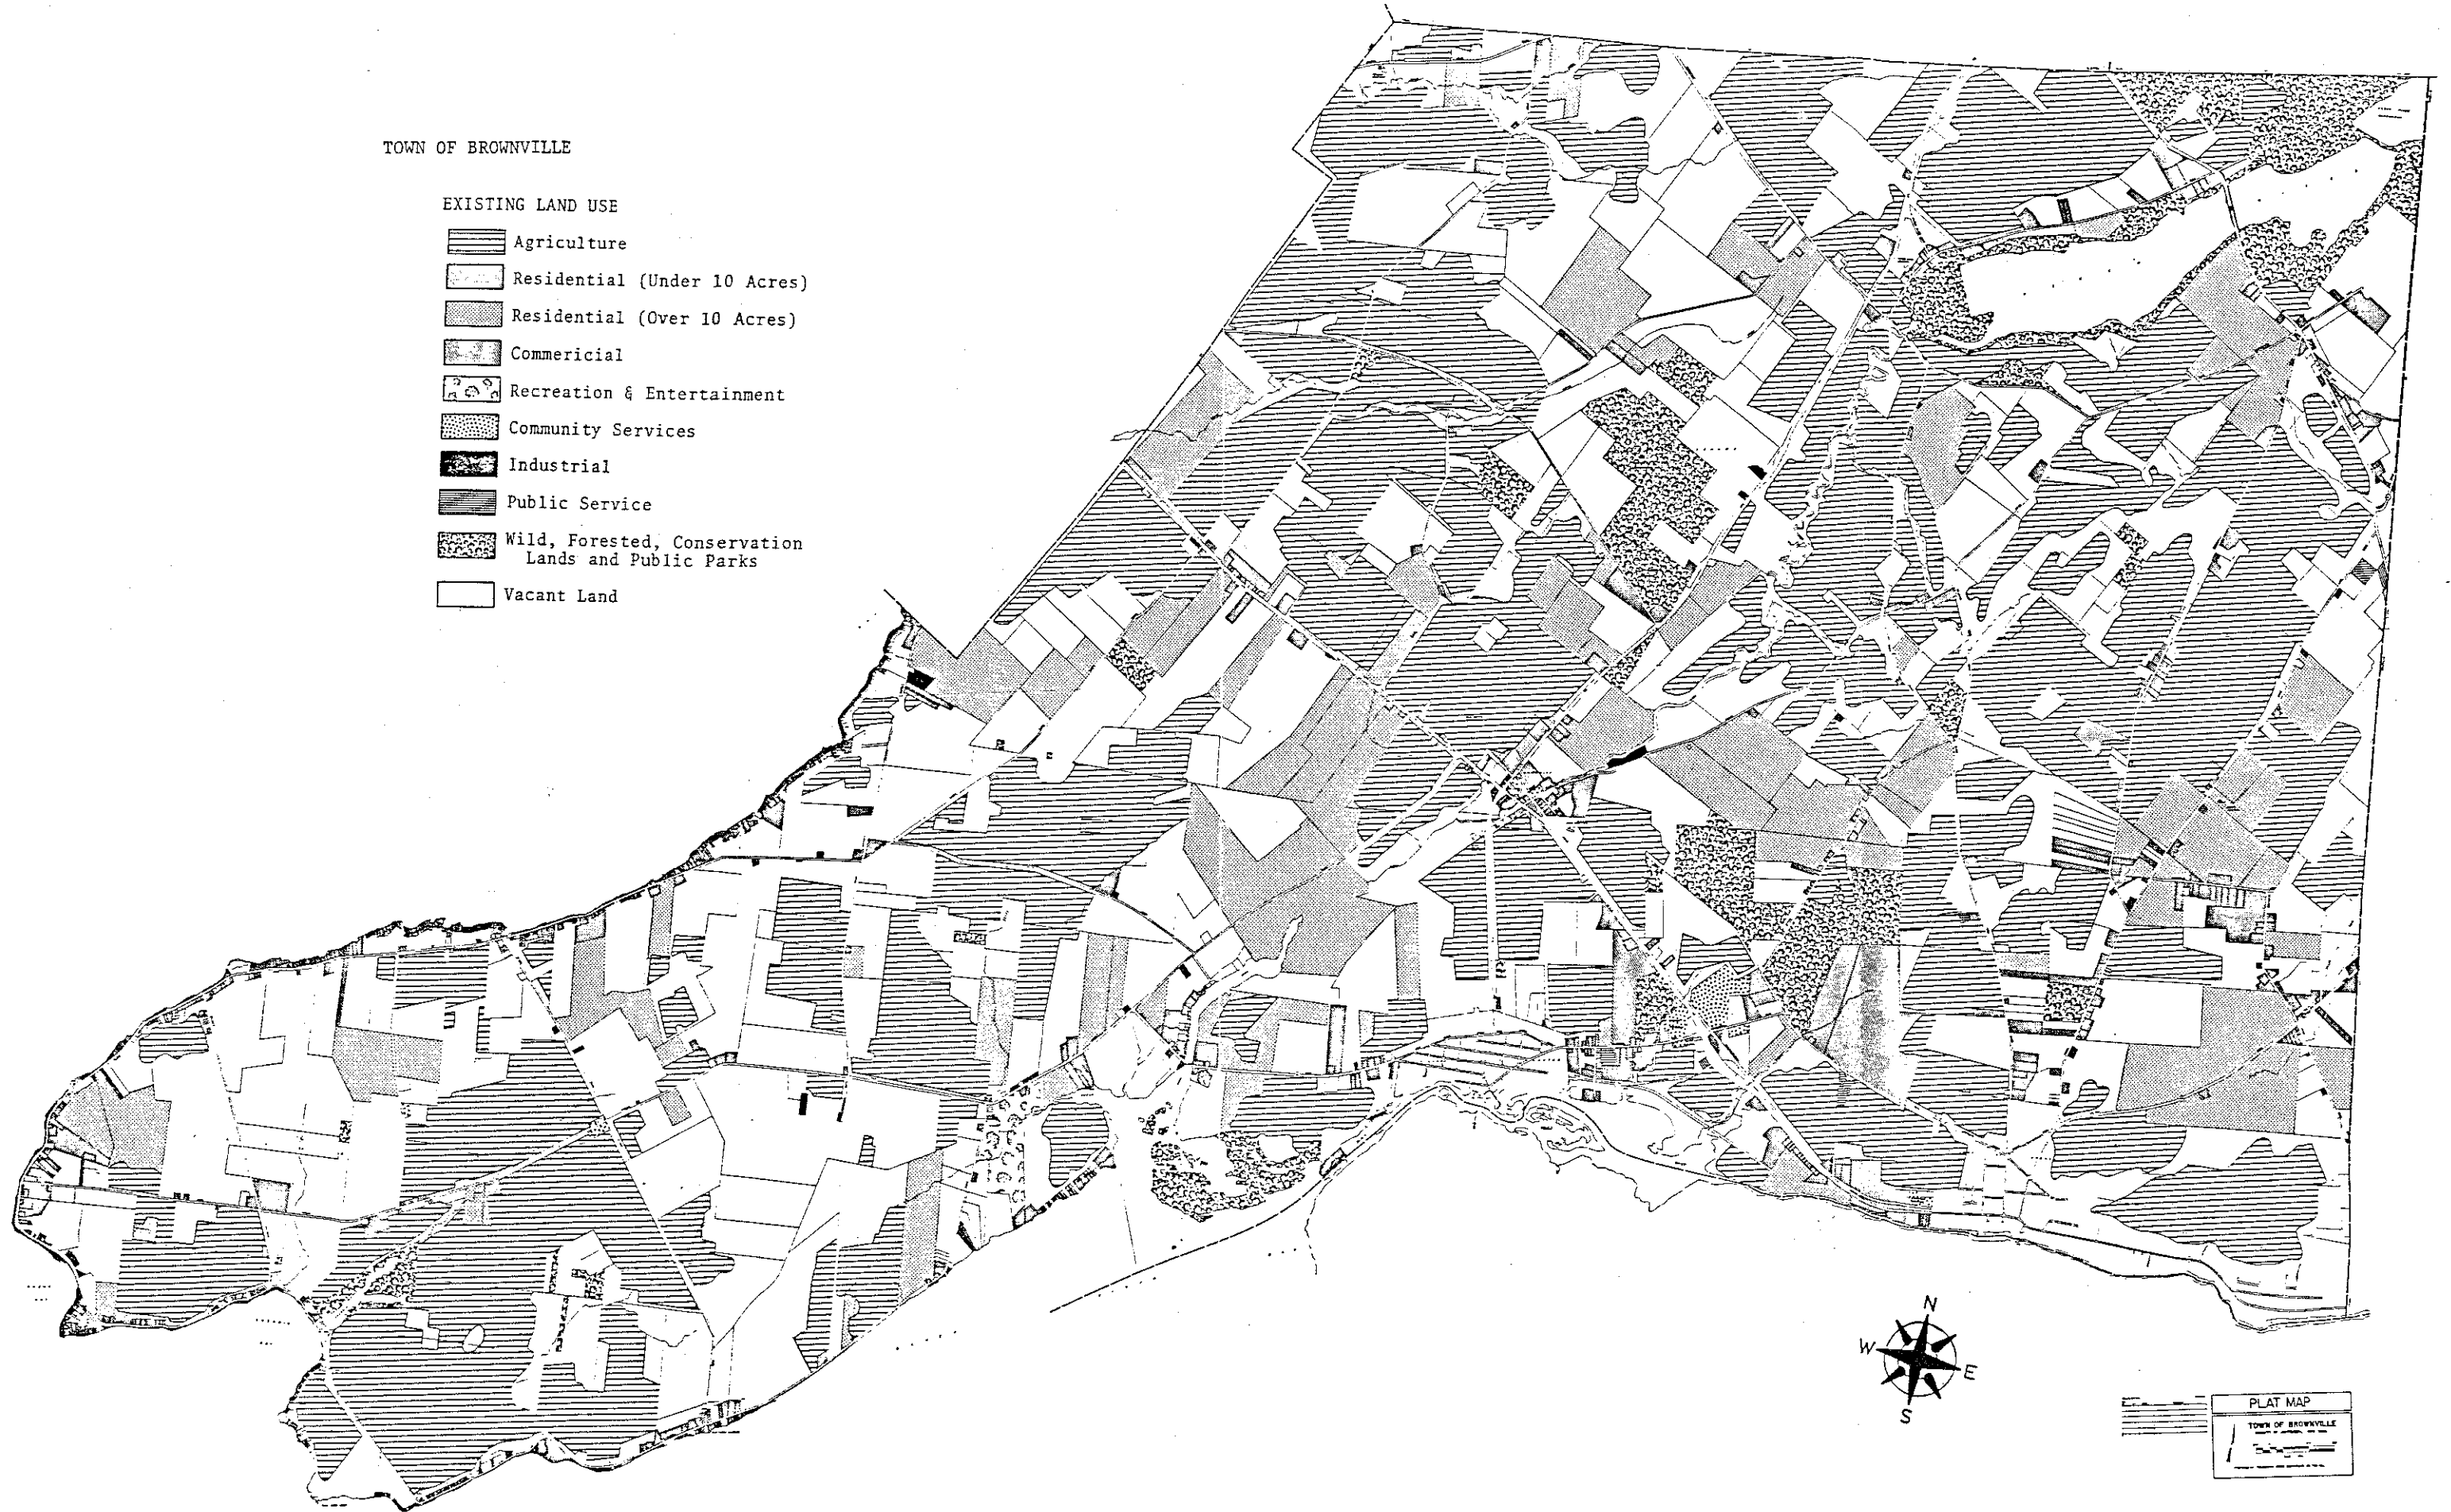 TOWN OF BROWNVILLE
EXISTING LAND USE
Agriculture
Residential (Under 10 Acres)
Residential (Over 10 Acres)
Commericial
Recreation & Entertainment
Community Services
Industrial
Public Service
Wild, Forested, Conservation
Lands and Public Parks
Vacant Land
N
W
E
S
PLAT MAP
TOWN OF BROWNVILLE